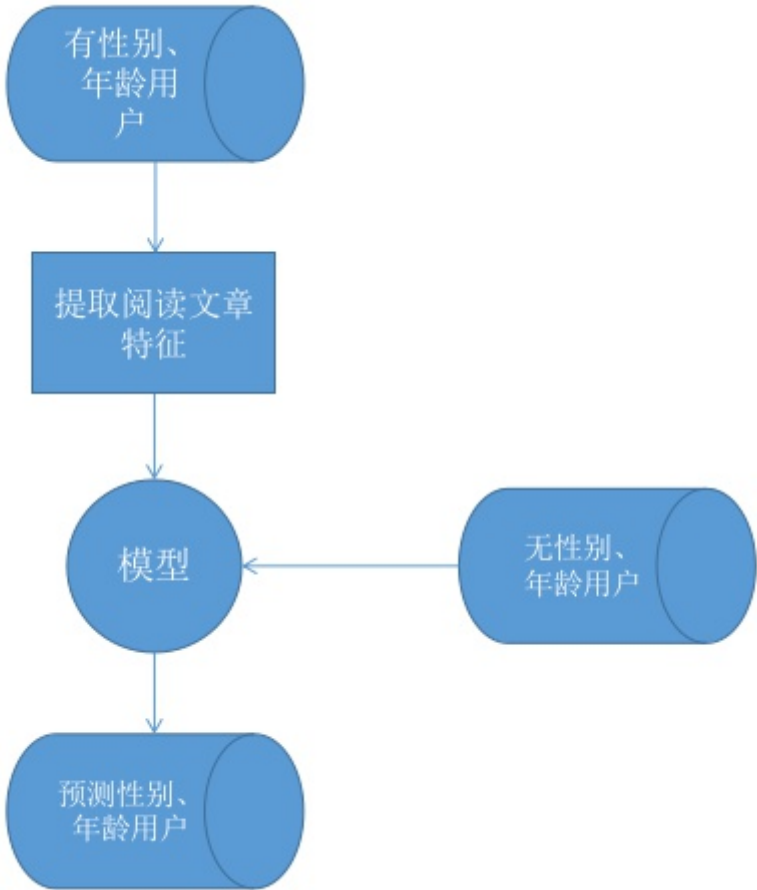 有性别、
年龄用
户
提取阅读文章
特征
模型
无性别、
年龄用户
预测性别、
年龄用户